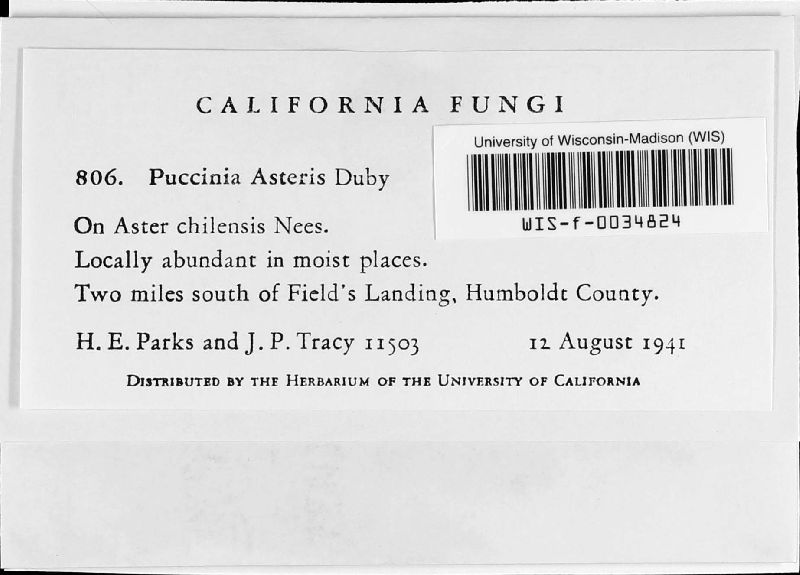 CALIFORNIA FUNGI
University of Wisconsin-Madison (WIS)
WIS-f-0034824
806. Puccinia Asteris Duby
On Aster chilensis Nees.
Locally abundant in moist places.
Two miles south of Field's Landing, Humboldt County.
H. E. Parks and J. P. Tracy 11503 12 August 1941
Distributed by the Herbarium of the University of California